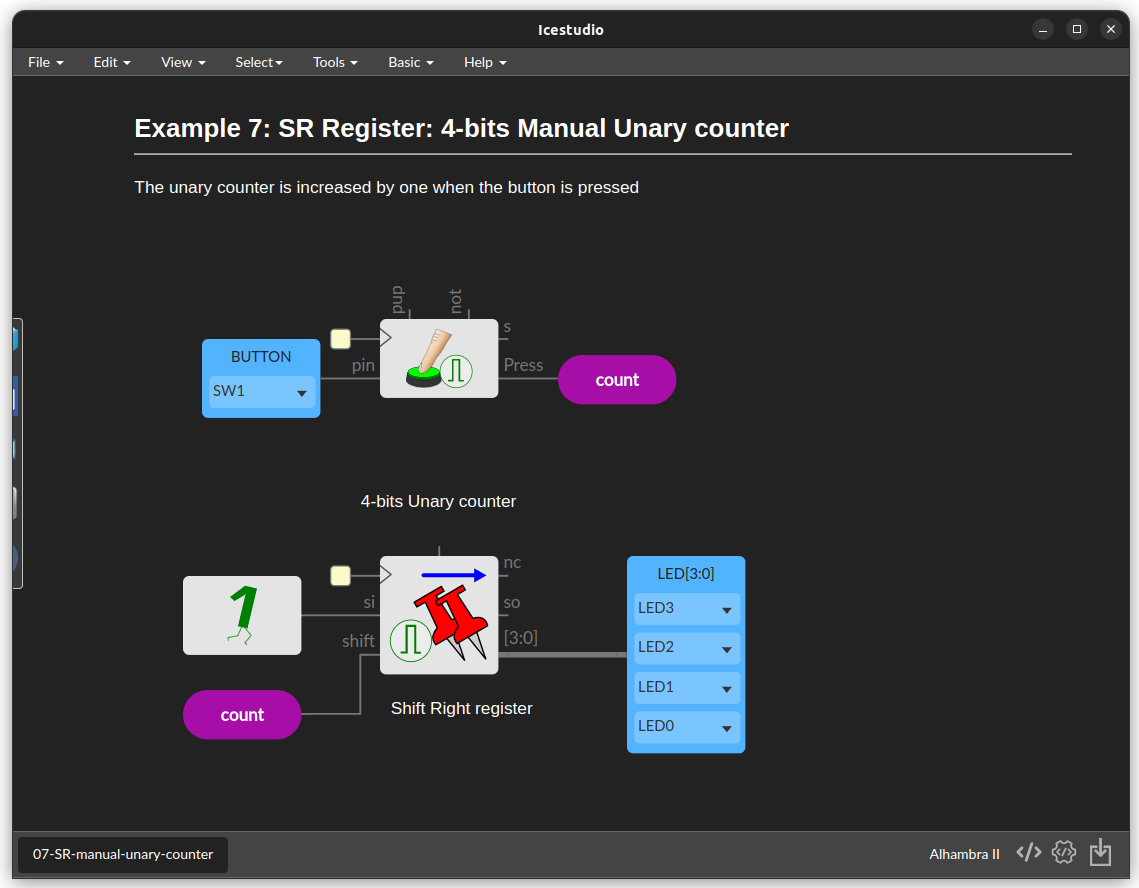 Icestudio
File Edit View Select Tools Basic Help
Example 7: SR Register: 4-bits Manual Unary counter
The unary counter is increased by one when the button is pressed
pup not
s
BUTTON
pin Press
SW1
count
4-bits Unary counter
nc
LED[3:0]
si so
LED3
shift [3:0]
LED2
LED1
Shift Right register
count
LED0
07-SR-manual-unary-counter
Alhambra II